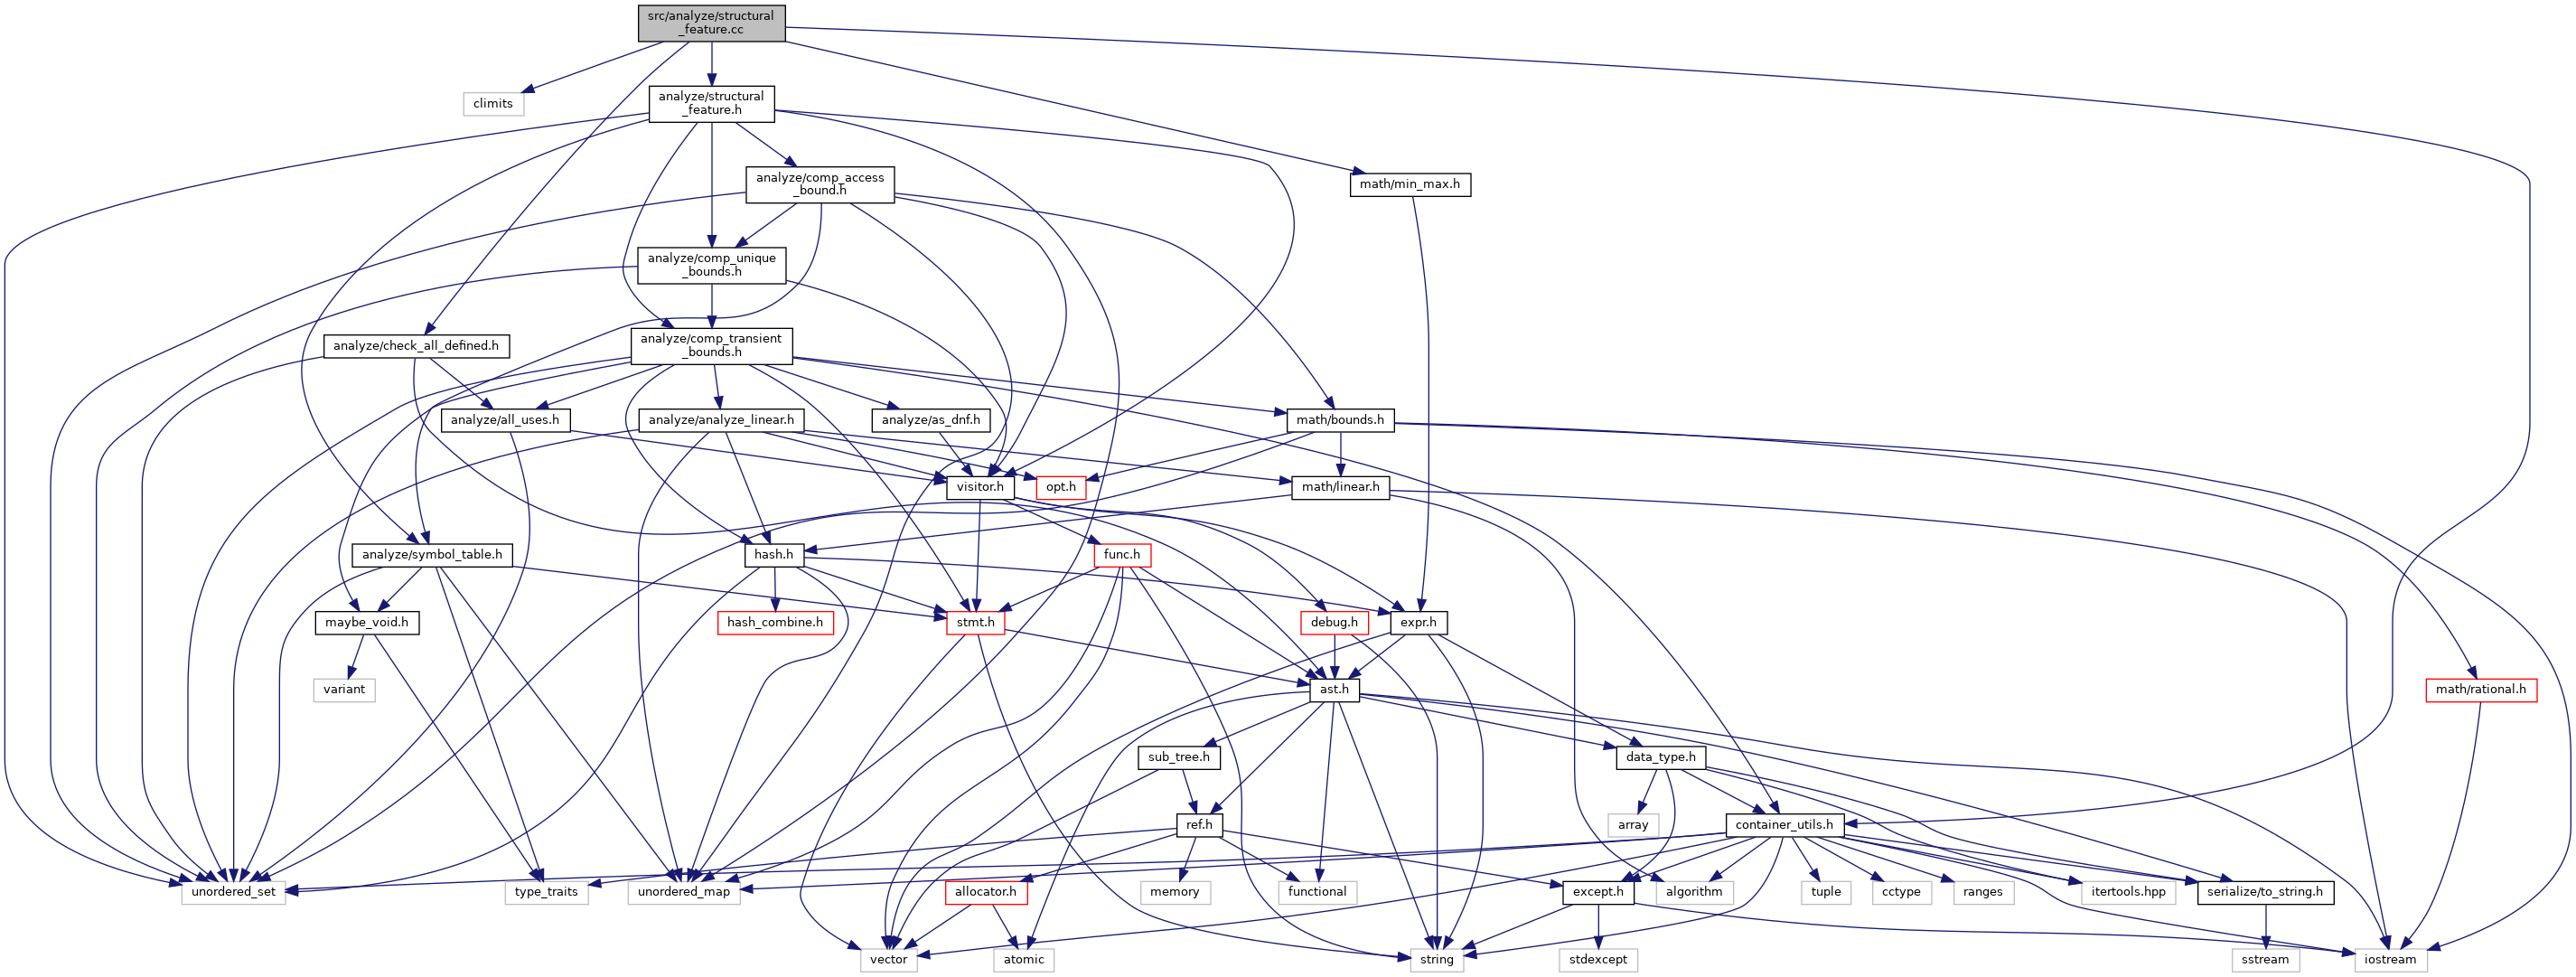 src/analyze/structural
_feature.cc
climits
analyze/structural
_feature.h
analyze/comp_access
_bound.h
math/min_max.h
analyze/comp_unique
_bounds.h
analyze/check_all_defined.h
analyze/comp_transient
_bounds.h
analyze/all_uses.h
analyze/analyze_linear.h
analyze/as_dnf.h
math/bounds.h
visitor.h
opt.h
math/linear.h
analyze/symbol_table.h
hash.h
func.h
maybe_void.h
hash_combine.h
stmt.h
debug.h
expr.h
variant
ast.h
math/rational.h
sub_tree.h
data_type.h
ref.h
array
container_utils.h
unordered_set
type_traits
unordered_map
allocator.h
memory
functional
except.h
algorithm
tuple
cctype
ranges
itertools.hpp
serialize/to_string.h
vector
atomic
string
stdexcept
sstream
iostream